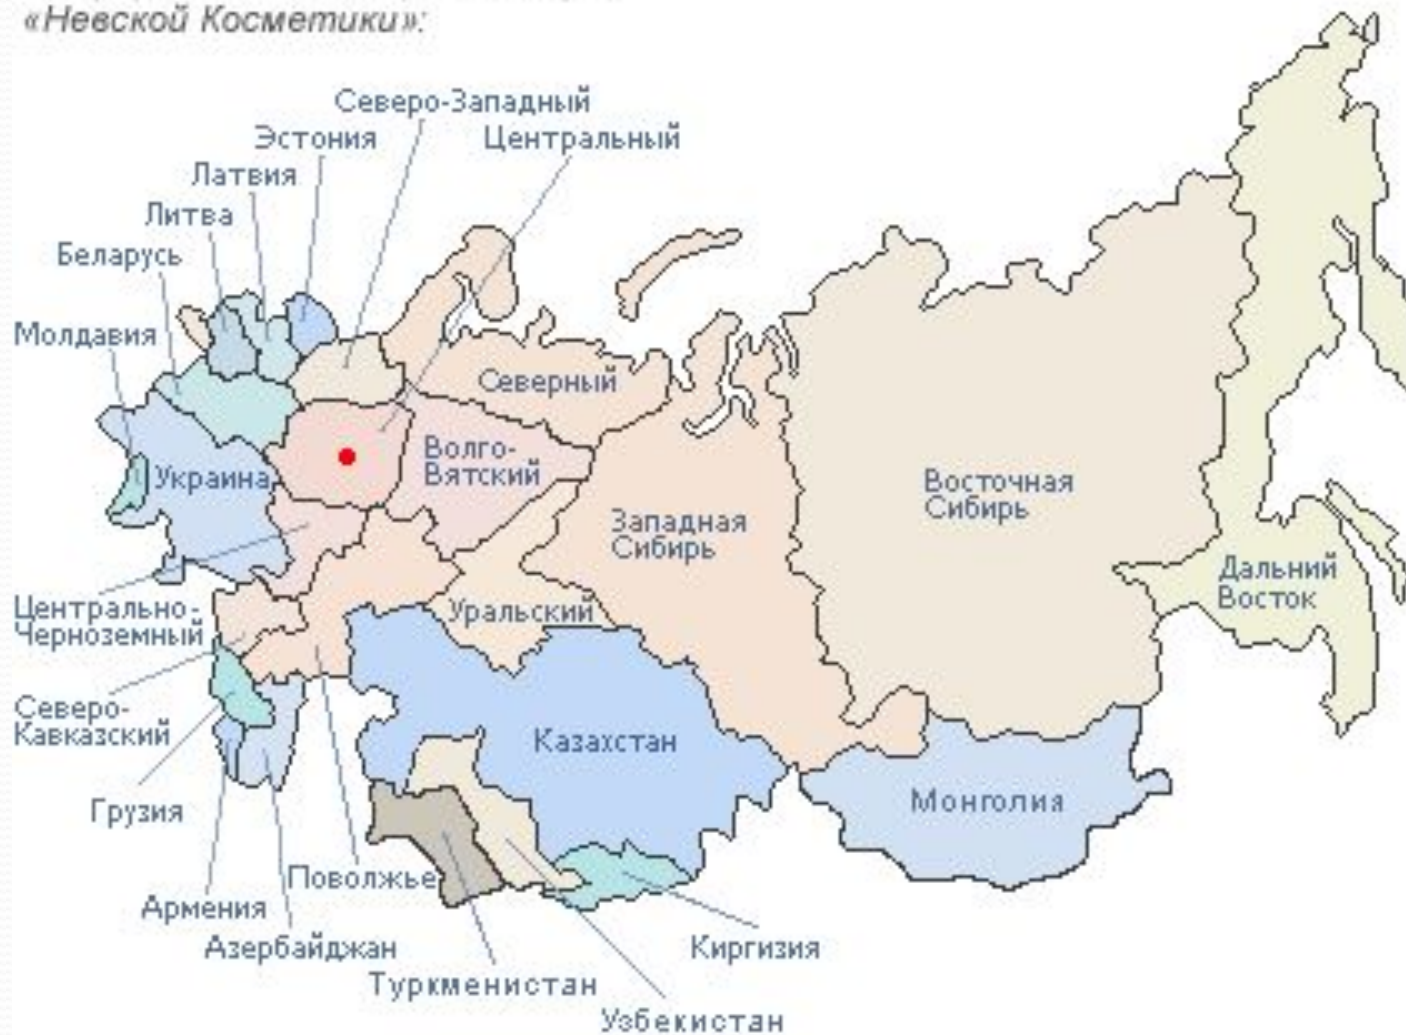 «Невской Косметики»:
Северо-Западный
Эстония
Центральный
Латвия
Литва
Беларусь
Молдавия
Северный
Волго-
Вятский
Украина
Восточная
Сибирь
Западная
Сибирь
Дальний
Восток
Центрально-
Черноземный
Уральский
Северо-
Кавказский
Казахстан
Монголия
Грузия
Поволжье
Армения
Азербайджан
Киргизия
Туркменистан
Узбекистан